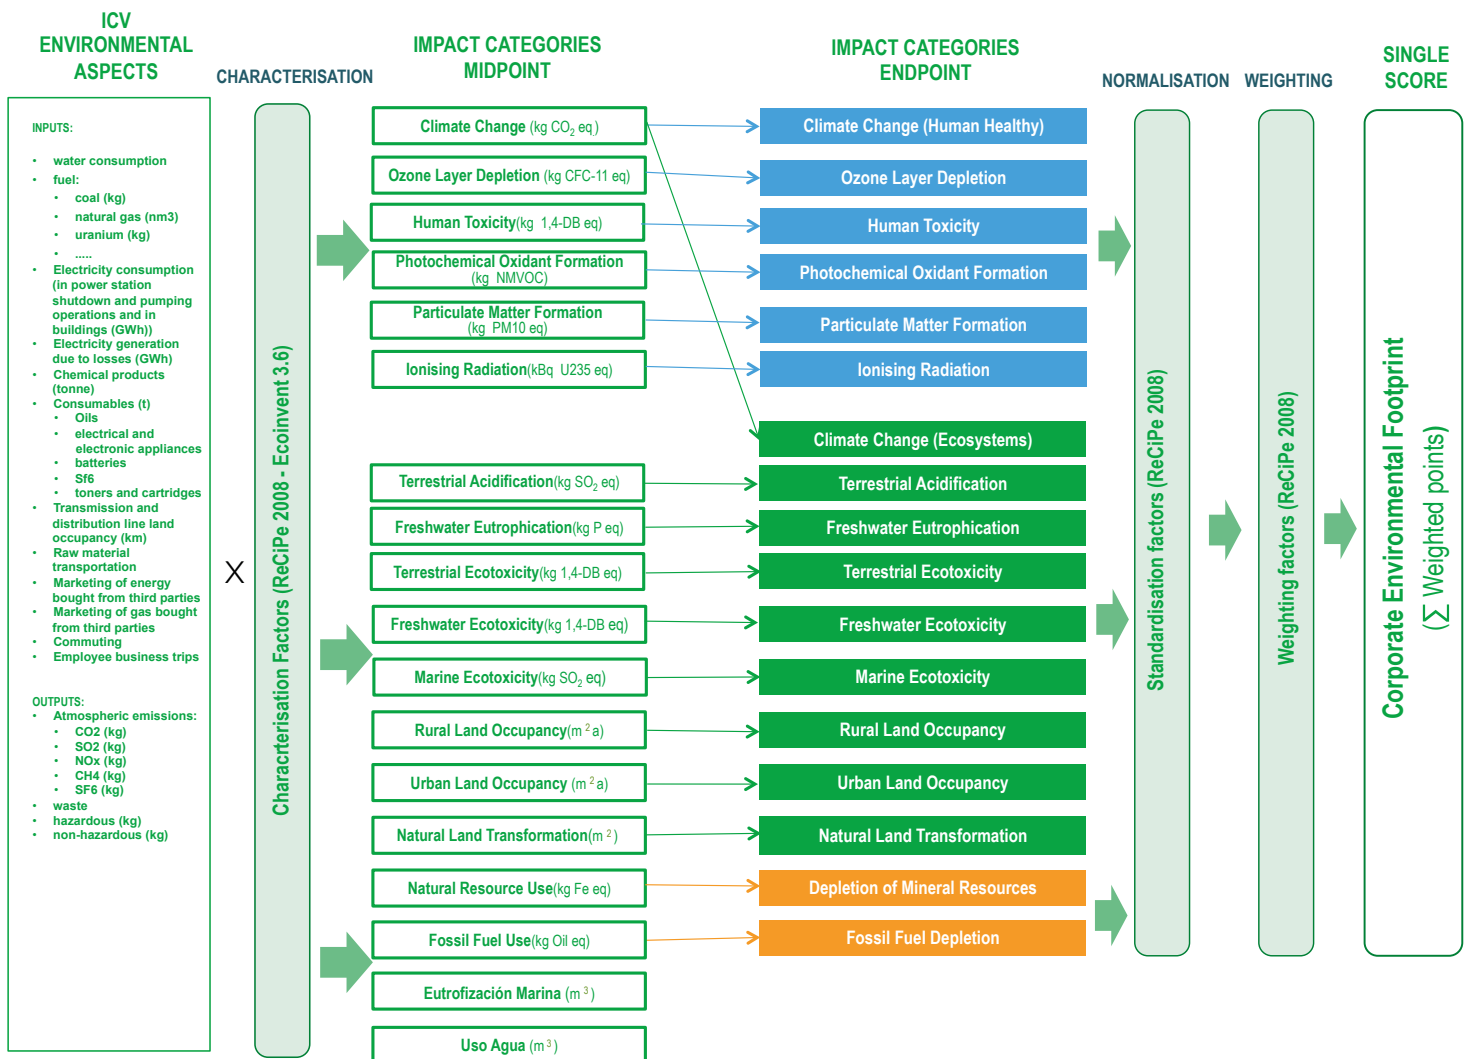 ICV
ENVIRONMENTAL
ASPECTS
CHARACTERISATION
IMPACT CATEGORIES
MIDPOINT
IMPACT CATEGORIES
ENDPOINT
NORMALISATION
WEIGHTING
SINGLE
SCORE
INPUTS:
• water consumption
• fuel:
• coal (kg)
• natural gas (nm3)
• uranium (kg)
• .....
• Electricity consumption
(in power station
shutdown and pumping
operations and in
buildings (GWh))
• Electricity generation
due to losses (GWh)
• Chemical products
(tonne)
• Consumables (t)
• Oils
• electrical and
electronic appliances
• batteries
• Sf6
• toners and cartridges
• Transmission and
distribution line land
occupancy (km)
• Raw material
transportation
• Marketing of energy
bought from third parties
• Marketing of gas bought
from third parties
• Commuting
• Employee business trips
OUTPUTS:
• Atmospheric emissions:
• CO2 (kg)
• SO2 (kg)
• NOx (kg)
• CH4 (kg)
• SF6 (kg)
• waste
• hazardous (kg)
• non-hazardous (kg)
X
Characrterisation Factors (ReCiPe 2008 - Ecoinvent 3.6)
Climate Change (kg CO2 eq)
Ozone Layer Depletion (kg CFC-11 eq)
Human Toxicity(kg 1,4-DB eq)
Photochemical Oxidant Formation
(kg NMVOC)
Particulate Matter Formation
(kg PM10 eq)
Ionising Radiation(kBq U235 eq)
Terrestrial Acidification(kg SO2 eq)
Freshwater Eutrophication(kg P eq)
Terrestrial Ecotoxicity(kg 1,4-DB eq)
Freshwater Ecotoxicity(kg 1,4-DB eq)
Marine Ecotoxicity(kg SO2 eq)
Rural Land Occupancy(m2a)
Urban Land Occupancy (m2a)
Natural Land Transformation(m2)
Natural Resource Use(kg Fe eq)
Fossil Fuel Use(kg Oil eq)
Eutrofización Marina (m3)
Uso Agua (m3)
Climate Change (Human Healthy)
Ozone Layer Depletion
Human Toxicity
Photochemical Oxidant Formation
Particulate Matter Formation
Ionising Radiation
Climate Change (Ecosystems)
Terrestrial Acidification
Freshwater Eutrophication
Terrestrial Ecotoxicity
Freshwater Ecotoxicity
Marine Ecotoxicity
Rural Land Occupancy
Urban Land Occupancy
Natural Land Transformation
Depletion of Mineral Resources
Fossil Fuel Depletion
Standardisation factors (ReCiPe 2008)
Weighting factors (ReCiPe 2008)
Corporate Environmental Footprint
(∑ Weighted points)